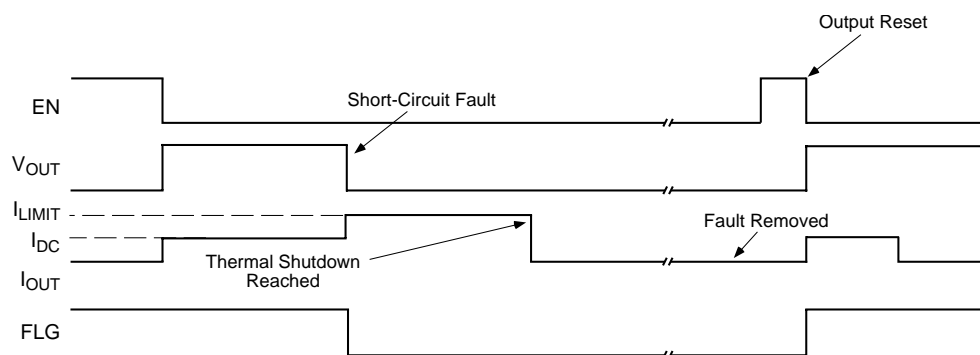 Output Reset
EN
Short-Circuit Fault
VOUT
ILIMIT
IDC
Fault Removed
Thermal Shutdown
Reached
IOUT
FLG